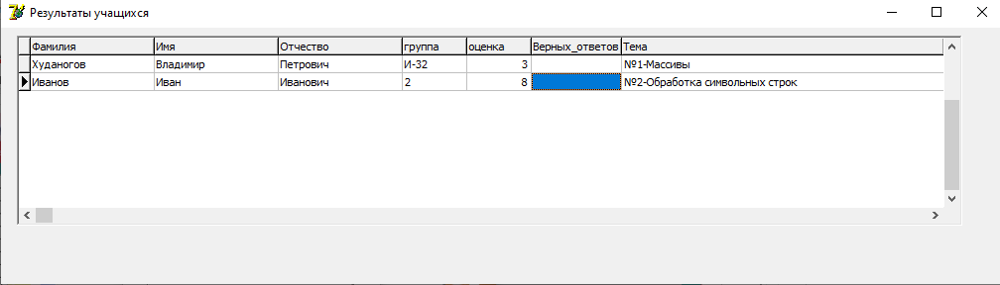 Результаты учащихся
Фамилия Имя Отчество группа оценка Верных_ответов Тема
Худаногов Владимир Петрович И-32 3 №1-Массивы
Иванов Иван Иванович 2 8 №2-Обработка символьных строк